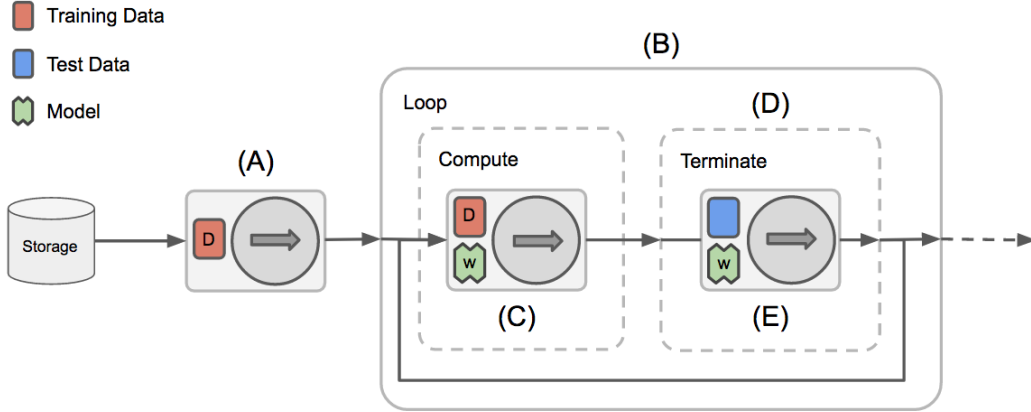 Training Data
Test Data
Model
(B)
Loop
(D)
(A)
Compute
Terminate
Storage
D
D
W
W
(C)
(E)